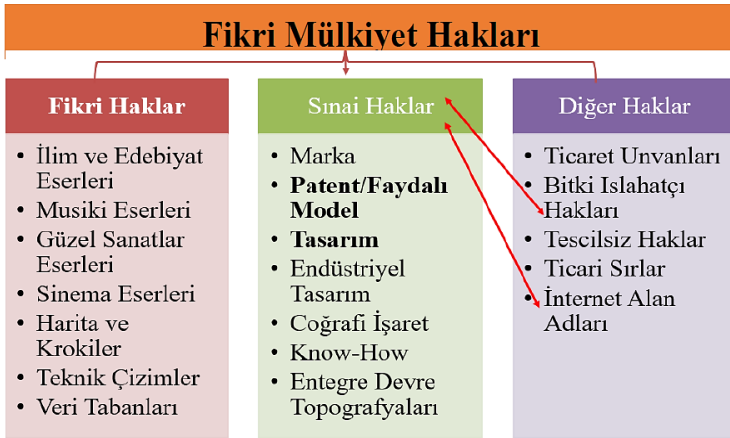 Fikri Mülkiyet Hakları
Fikri Haklar
• İlim ve Edebiyat
Eserleri
• Musiki Eserleri
• Güzel Sanatlar
Eserleri
• Sinema Eserleri
• Harita ve
Krokiler
• Teknik Çizimler
• Veri Tabanları
Sınai Haklar
• Marka
• Patent/Faydalı
Model
• Tasarım
• Endüstriyel
Tasarım
• Coğrafi İşaret
• Know-How
• Entegre Devre
Topografyaları
Diğer Haklar
• Ticaret Unvanları
• Bitki Islahatçı
Hakları
• Tescilsiz Haklar
• Ticari Sırlar
• İnternet Alan
Adları